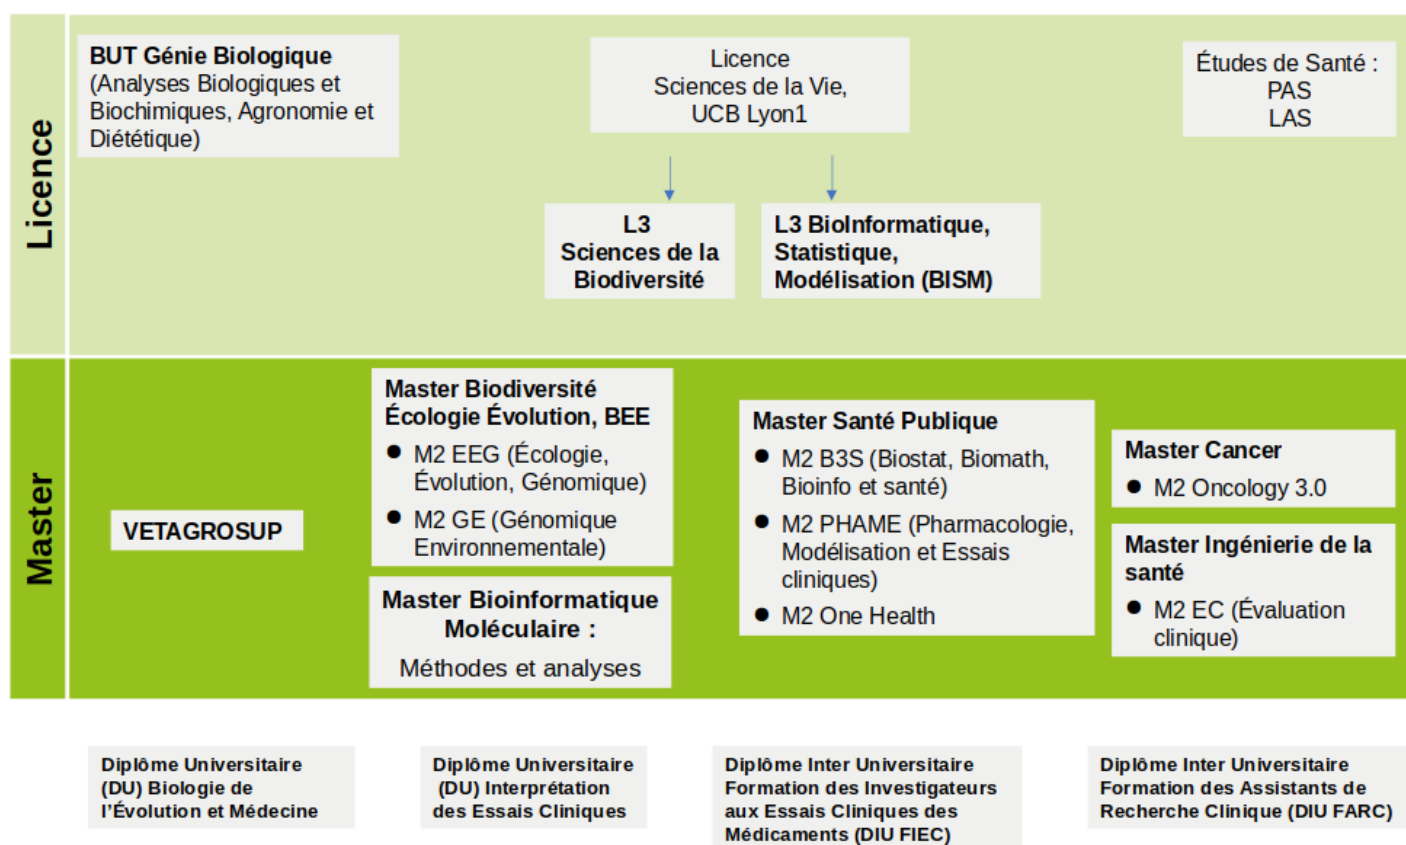 Licence
BUT Génie Biologique
(Analyses Biologiques et
Biochimiques, Agronomie et
Diététique)
Licence
Sciences de la Vie,
UCB Lyon1
Études de Santé :
PAS
LAS
L3
Sciences de la
Biodiversité
L3 BioInformatique,
Statistique,
Modélisation (BISM)
Master
VETAGROSUP
Master Biodiversité
Écologie Évolution, BEE
● M2 EEG (Écologie,
Évolution, Génomique)
● M2 GE (Génomique
Environnementale)
Master Bioinformatique
Moléculaire :
Méthodes et analyses
Master Santé Publique
● M2 B3S (Biostat, Biomath,
Bioinfo et santé)
● M2 PHAME (Pharmacologie,
Modélisation et Essais
cliniques)
● M2 One Health
Master Cancer
● M2 Oncology 3.0
Master Ingénierie de la
santé
● M2 EC (Évaluation
clinique)
Diplôme Universitaire
(DU) Biologie de
l’Évolution et Médecine
Diplôme Universitaire
(DU) Interprétation
des Essais Cliniques
Diplôme Inter Universitaire
Formation des Investigateurs
aux Essais Cliniques des
Médicaments (DIU FIEC)
Diplôme Inter Universitaire
Formation des Assistants de
Recherche Clinique (DIU FARC)